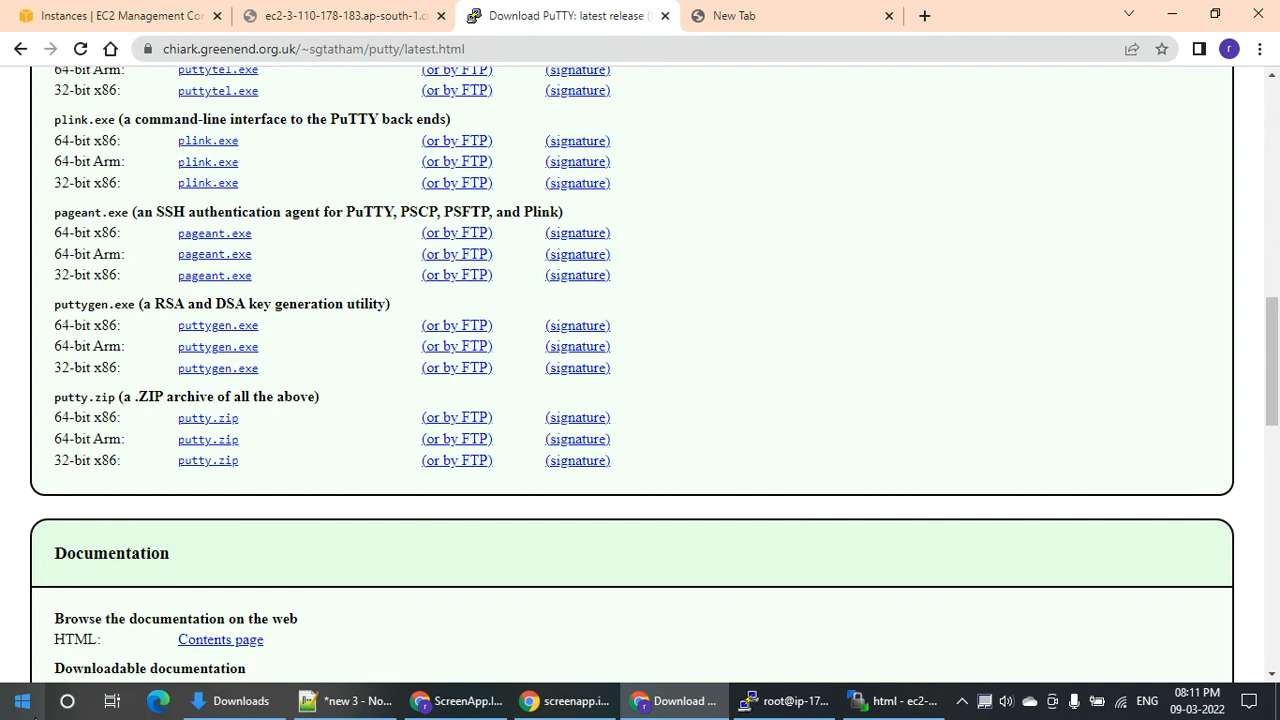 Instances | EC2 Management Con
ec2-3-110-178-183.ap-south-1.c
Download PuTTY: latest release (
New Tab
chiark.greenend.org.uk/~sgtatham/putty/latest.html
r
64-bit Arm: puttytel.exe (or by FTP) (signature)
32-bit x86: puttytel.exe (or by FTP) (signature)
plink.exe (a command-line interface to the PuTTY back ends)
64-bit x86: plink.exe (or by FTP) (signature)
64-bit Arm: plink.exe (or by FTP) (signature)
32-bit x86: plink.exe (or by FTP) (signature)
pageant.exe (an SSH authentication agent for PuTTY, PSCP, PSFTP, and Plink)
64-bit x86: pageant.exe (or by FTP) (signature)
64-bit Arm: pageant.exe (or by FTP) (signature)
32-bit x86: pageant.exe (or by FTP) (signature)
puttygen.exe (a RSA and DSA key generation utility)
64-bit x86: puttygen.exe (or by FTP) (signature)
64-bit Arm: puttygen.exe (or by FTP) (signature)
32-bit x86: puttygen.exe (or by FTP) (signature)
putty.zip (a .ZIP archive of all the above)
64-bit x86: putty.zip (or by FTP) (signature)
64-bit Arm: putty.zip (or by FTP) (signature)
32-bit x86: putty.zip (or by FTP) (signature)
Documentation
Browse the documentation on the web
HTML: Contents page
Downloadable documentation
Downloads
*new 3 - No...
ScreenApp.I...
screenapp.i...
Download ...
root@ip-17...
html - ec2-...
ENG
08:11 PM
09-03-2022